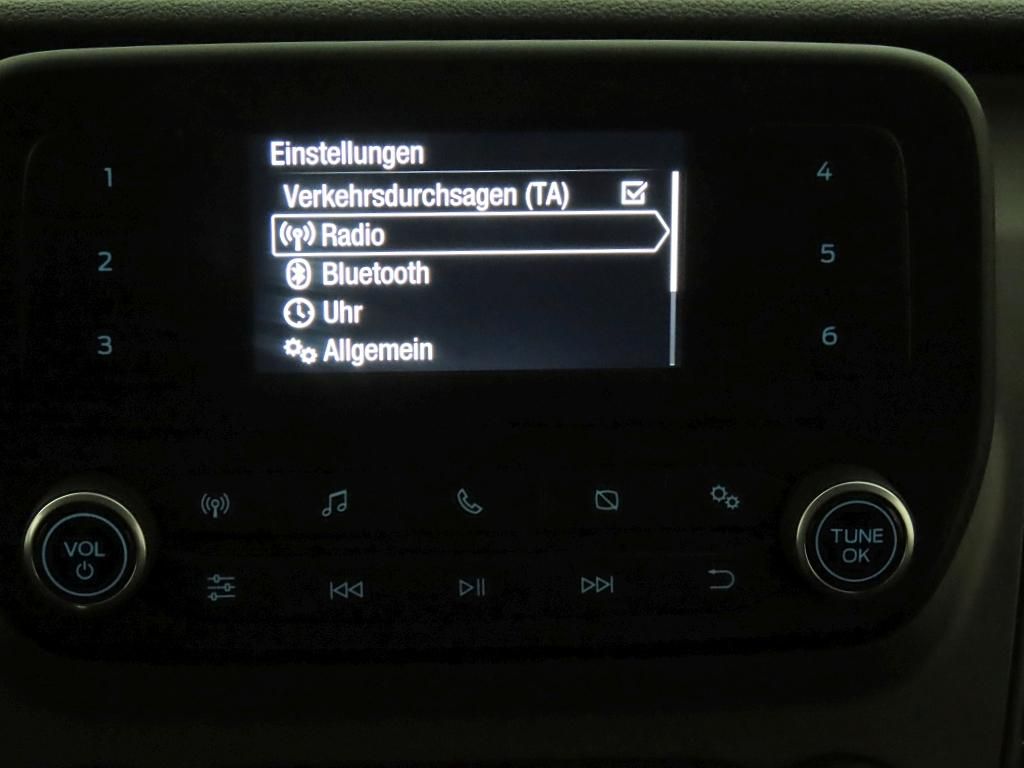 Einstellungen
Verkehrsdurchsagen (TA)
Radio
Bluetooth
Uhr
Allgemein
1
2
3
4
5
6
VOL
TUNE
OK